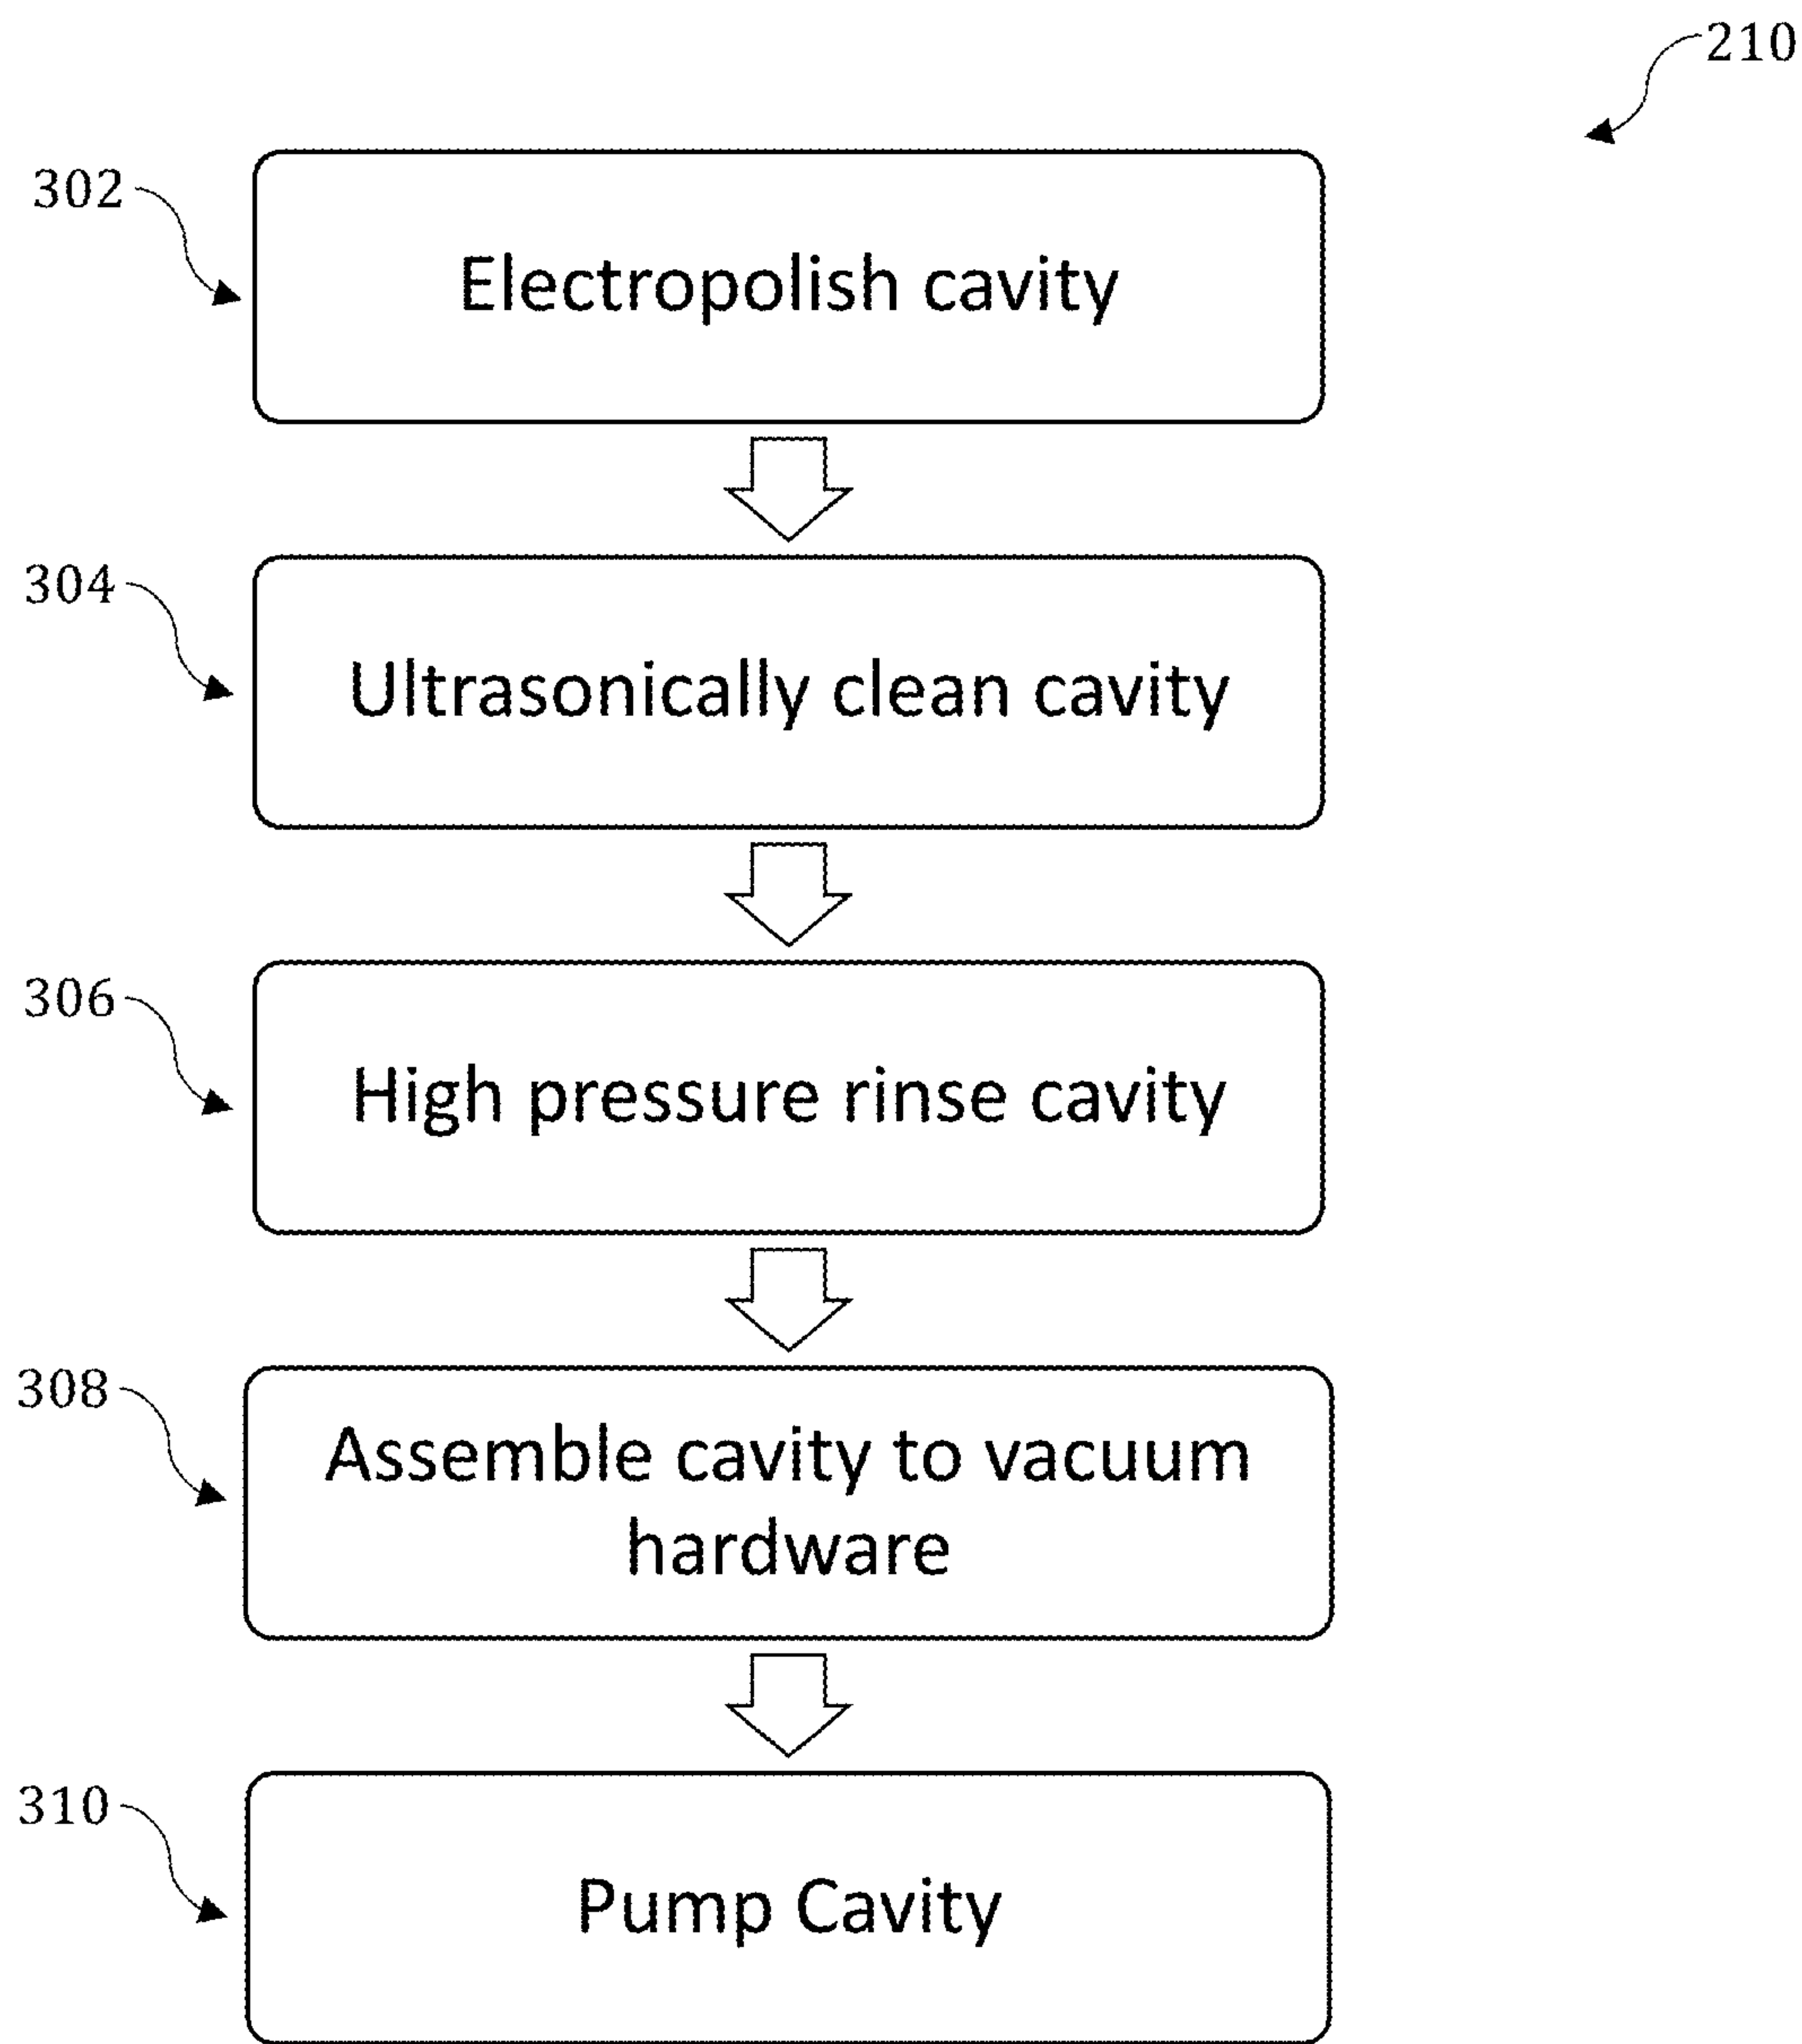 210
302
Electropolish cavity
304
Ultrasonically clean cavity
306
High pressure rinse cavity
308
Assemble cavity to vacuum
hardware
310
Pump Cavity